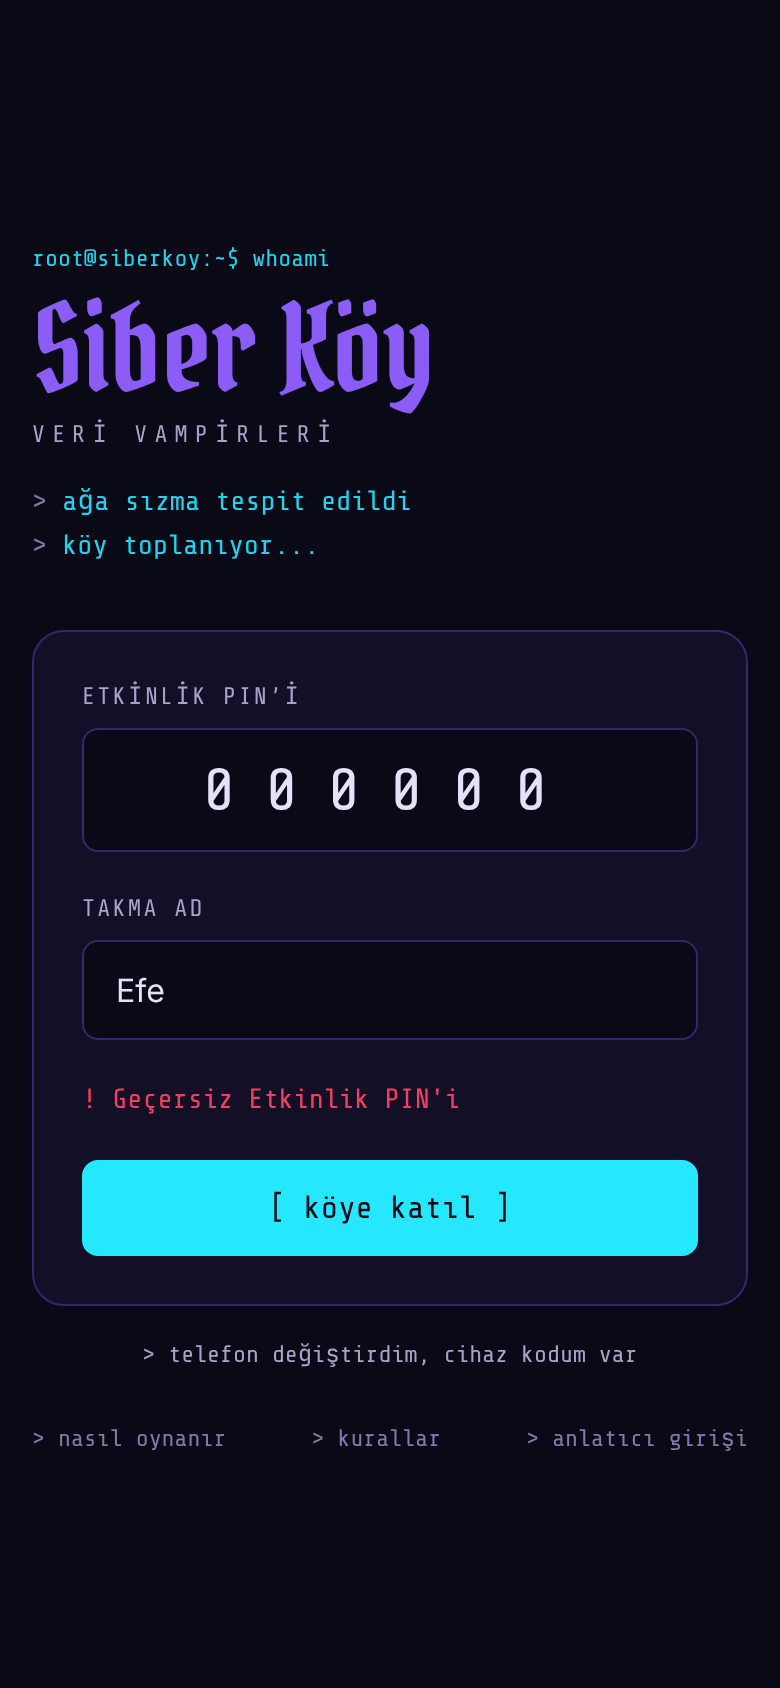 root@siberkoy:~$ whoami
Siber Köy
VERİ VAMPİRLERİ
> ağa sızma tespit edildi
> köy toplanıyor...
ETKİNLİK PIN’İ
0 0 0 0 0 0
TAKMA AD
Efe
! Geçersiz Etkinlik PIN'i
[ köye katıl ]
> telefon değiştirdim, cihaz kodum var
> nasıl oynanır > kurallar > anlatıcı girişi